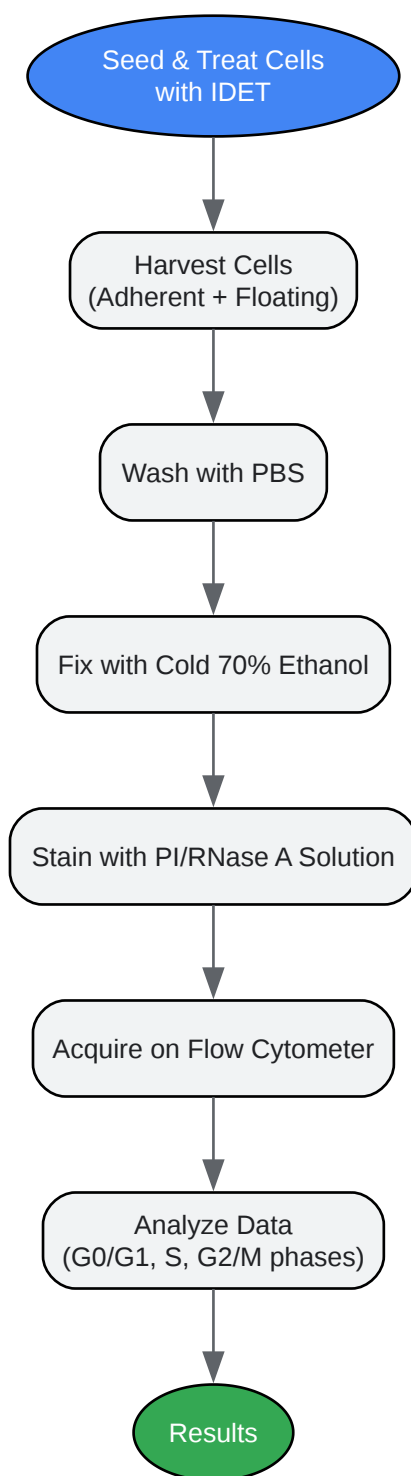 Seed & Treat Cells
with IDET
Harvest Cells
(Adherent + Floating)
Wash with PBS
Fix with Cold 70% Ethanol
Stain with PI/RNase A Solution
Acquire on Flow Cytometer
Analyze Data
(G0/G1, S, G2/M phases)
Results